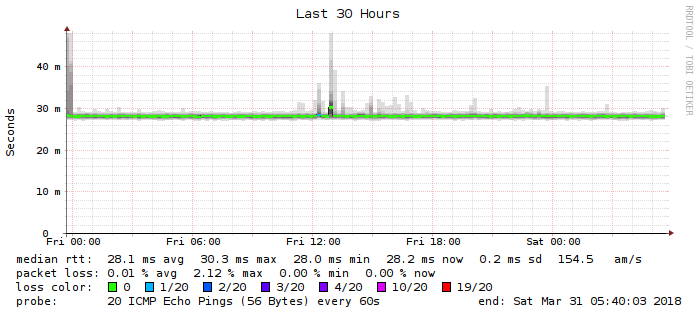 Last 30 Hours
RRDTOOL / TOBI OETIKER
Seconds
40 m
30 m
20 m
10 m
0
Fri 00:00 Fri 06:00 Fri 12:00 Fri 18:00 Sat 00:00
median rtt: 28.1 ms avg 30.3 ms max 28.0 ms min 28.2 ms now 0.2 ms sd 154.5 am/s
packet loss: 0.01 % avg 2.12 % max 0.00 % min 0.00 % now
loss color: 0 1/20 2/20 3/20 4/20 10/20 19/20
probe: 20 ICMP Echo Pings (56 Bytes) every 60s end: Sat Mar 31 05:40:03 2018